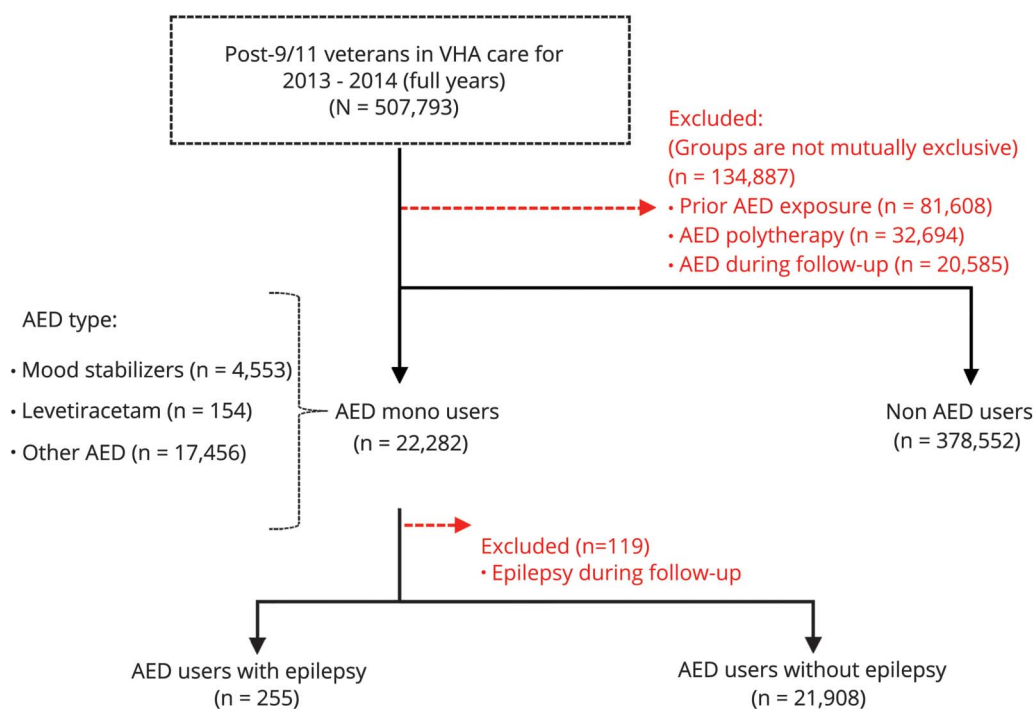 Post-9/11 veterans in VHA care for
2013 - 2014 (full years)
(N = 507,793)
Excluded:
(Groups are not mutually exclusive)
(n = 134,887)
• Prior AED exposure (n = 81,608)
• AED polytherapy (n = 32,694)
• AED during follow-up (n = 20,585)
AED type:
• Mood stabilizers (n = 4,553)
• Levetiracetam (n = 154)
• Other AED (n = 17,456)
AED mono users
(n = 22,282)
Non AED users
(n = 378,552)
Excluded (n=119)
• Epilepsy during follow-up
AED users with epilepsy
(n = 255)
AED users without epilepsy
(n = 21,908)